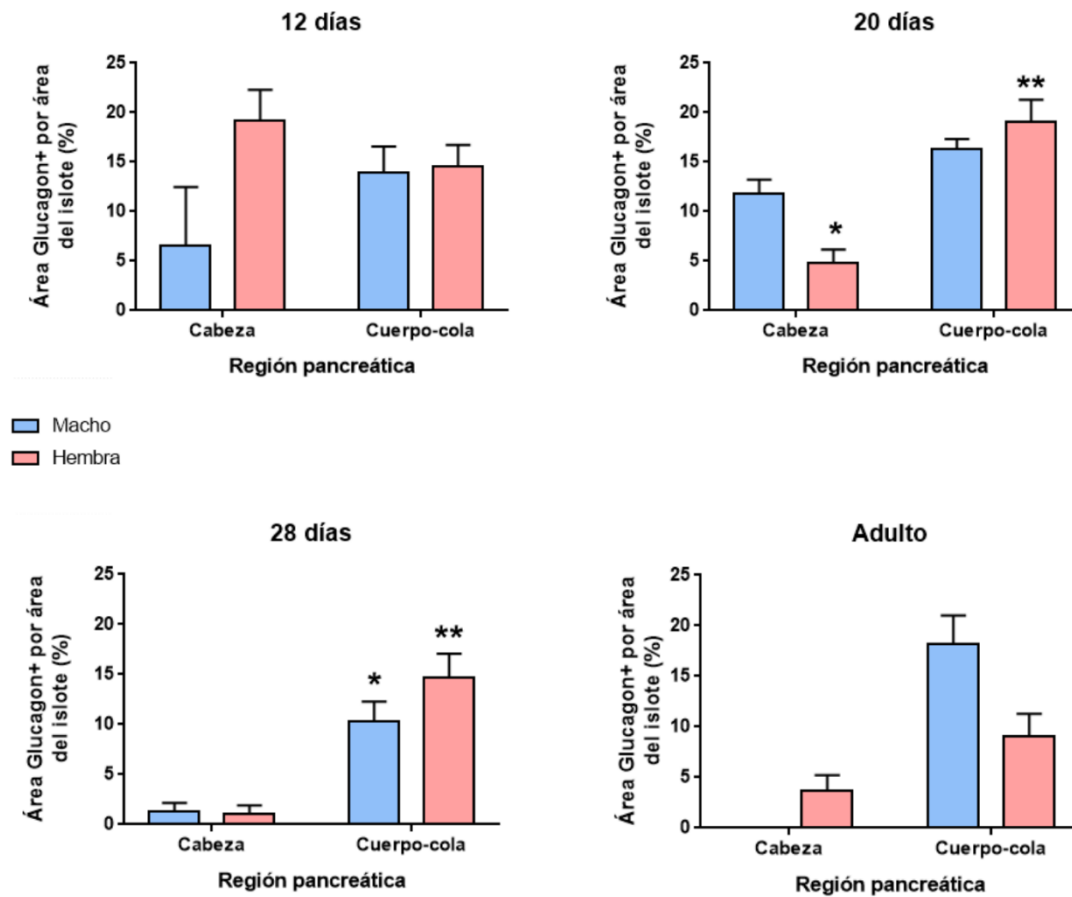 12 días
Área Glucagon+ por área
del islote (%)
25
20
15
10
5
0
Cabeza
Cuerpo-cola
Región pancreática
20 días
Área Glucagon+ por área
del islote (%)
25
20
15
10
5
0
*
**
Cabeza
Cuerpo-cola
Región pancreática
Macho
Hembra
28 días
Área Glucagon+ por área
del islote (%)
25
20
15
10
5
0
*
**
Cabeza
Cuerpo-cola
Región pancreática
Adulto
Área Glucagon+ por área
del islote (%)
25
20
15
10
5
0
Cabeza
Cuerpo-cola
Región pancreática